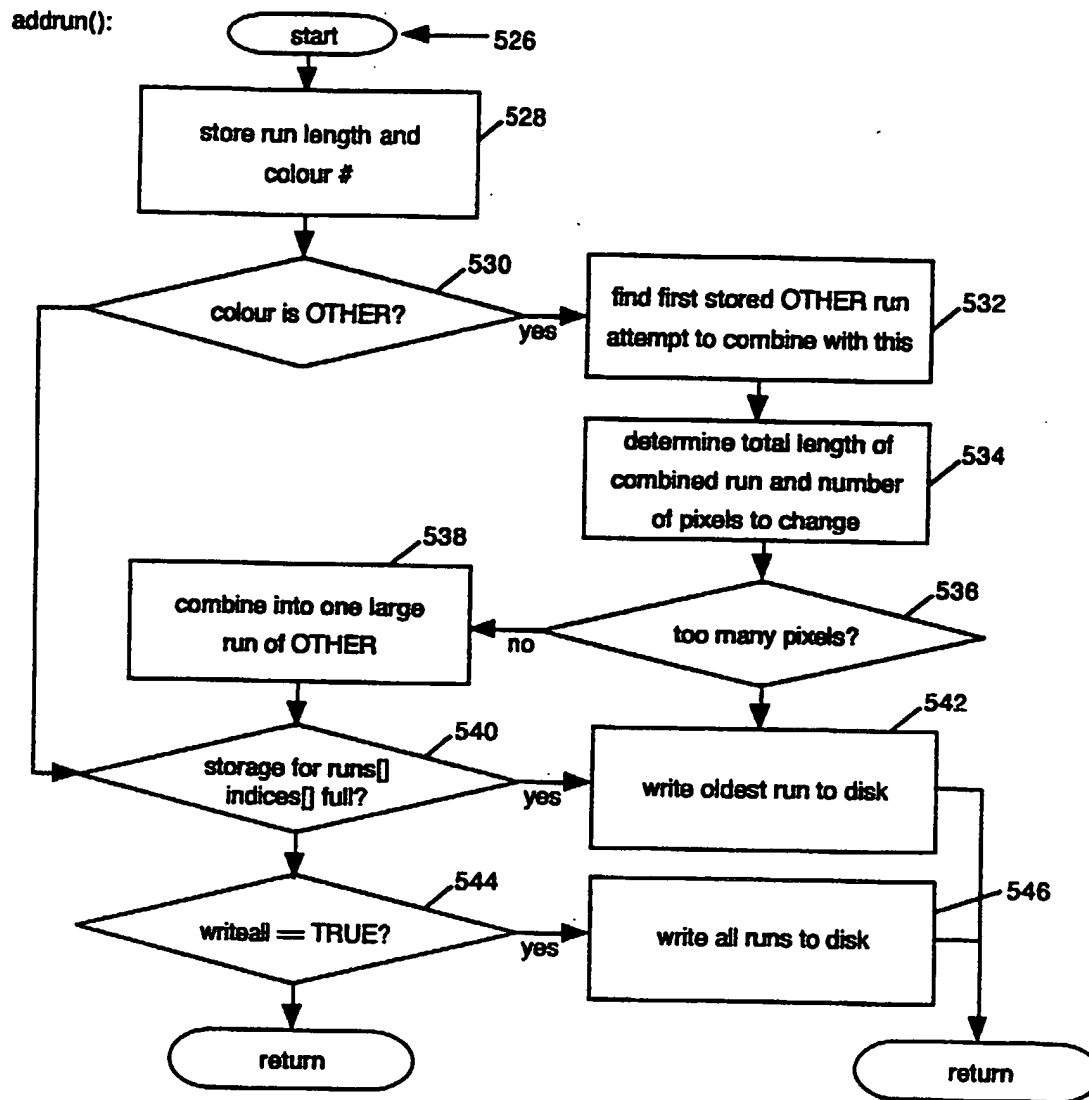 addrun():
start
526
store run length and
colour #
528
colour is OTHER?
530
yes
find first stored OTHER run
attempt to combine with this
532
determine total length of
combined run and number
of pixels to change
534
too many pixels?
536
no
combine into one large
run of OTHER
538
storage for runs[]
indices[] full?
540
yes
write oldest run to disk
542
writeall == TRUE?
544
yes
write all runs to disk
546
return
return